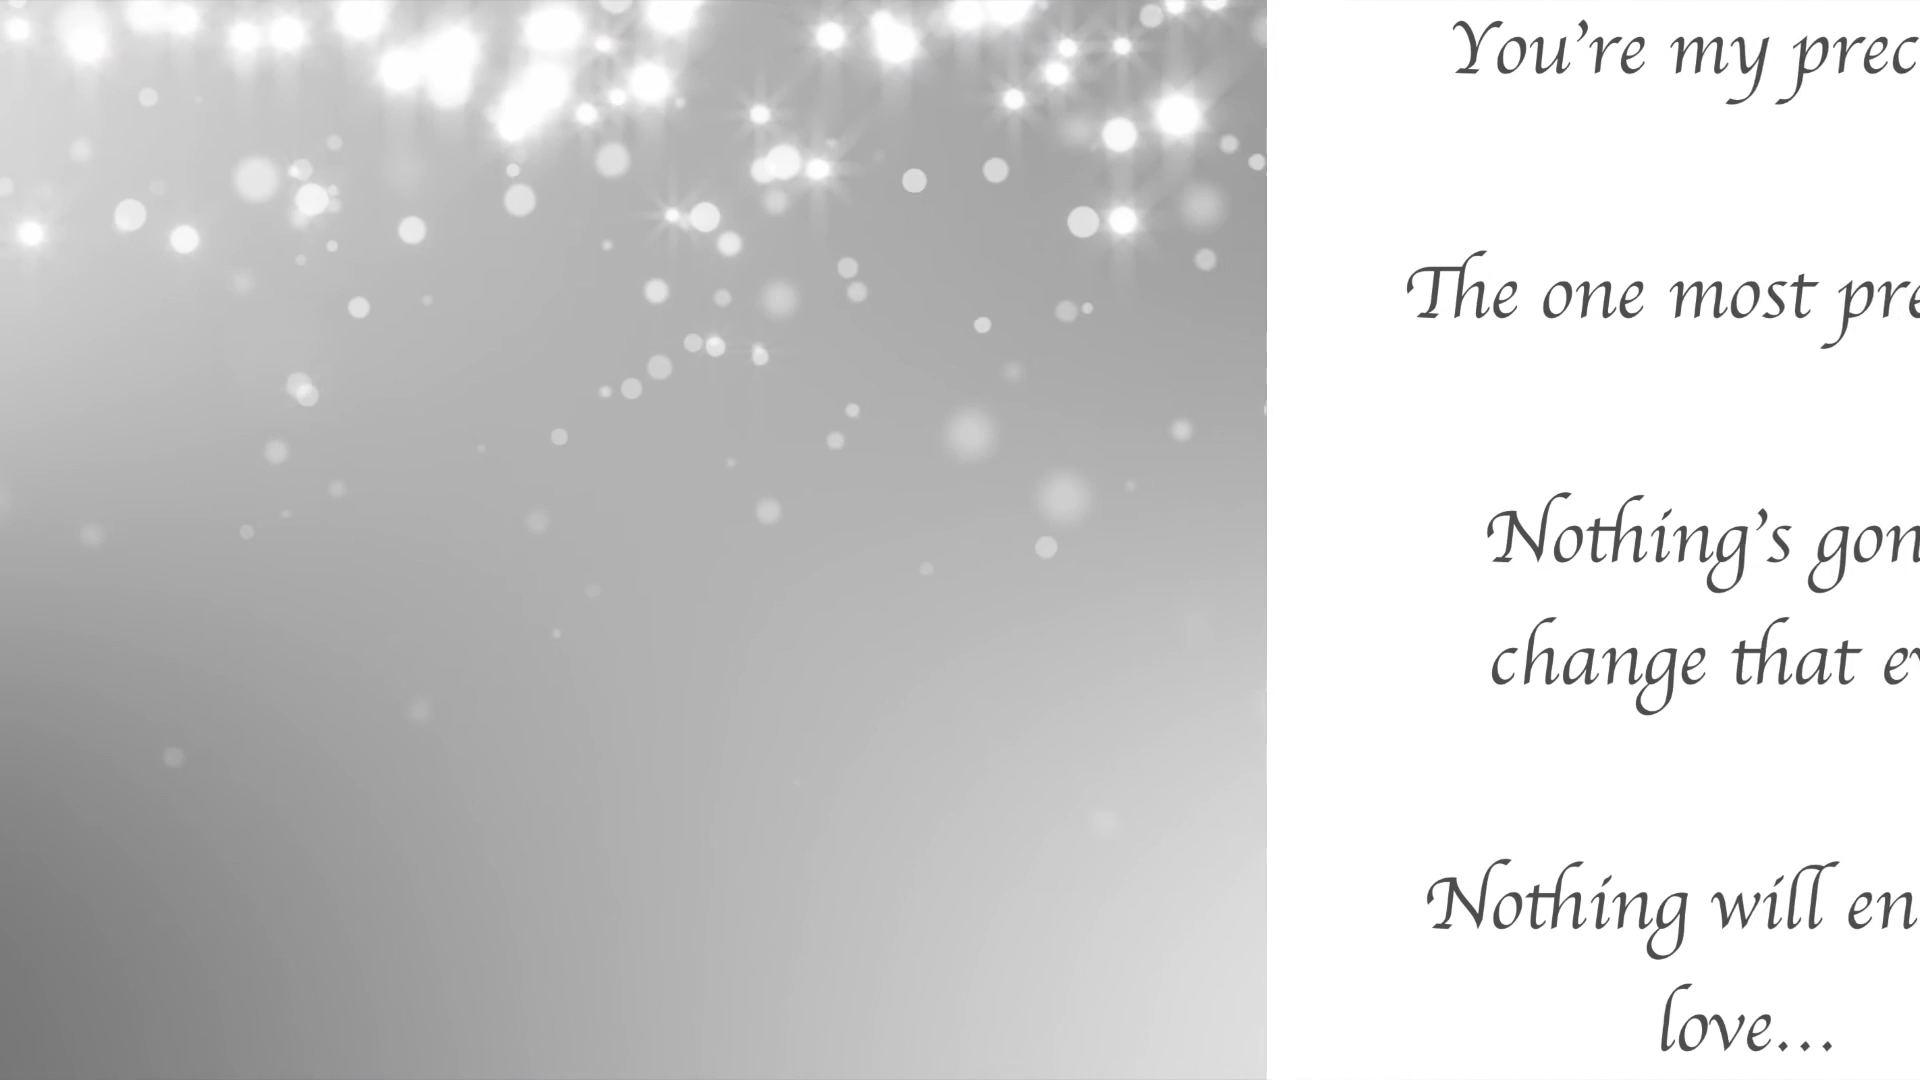 You're my prec
The one most pre
Nothing's gon
change that ev
Nothing will en
love...